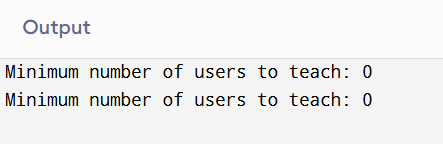 Output
Minimum number of users to teach: 0
Minimum number of users to teach: 0